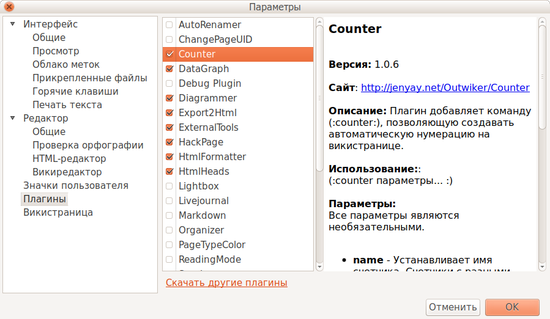 Параметры
Интерфейс
Общие
Просмотр
Облако меток
Прикрепленные файлы
Горячие клавиши
Печать текста
Редактор
Общие
Проверка орфографии
HTML-редактор
Викиредактор
Значки пользователя
Плагины
Викистраница
AutoRenamer
ChangePageUID
Counter
DataGraph
Debug Plugin
Diagrammer
Export2Html
ExternalTools
HackPage
HtmlFormatter
HtmlHeads
Lightbox
Livejournal
Markdown
Organizer
PageTypeColor
ReadingMode
Скачать другие плагины
Counter
Версия: 1.0.6
Сайт: http://jenyay.net/Outwiker/Counter
Описание: Плагин добавляет команду
(:counter:), позволяющую создавать
автоматическую нумерацию на
викистранице.
Использование::
(:counter параметры... :)
Параметры:
Все параметры являются
необязательными.
• name - Устанавливает имя
счетчика. Счетчики с разными
Отменить
OK